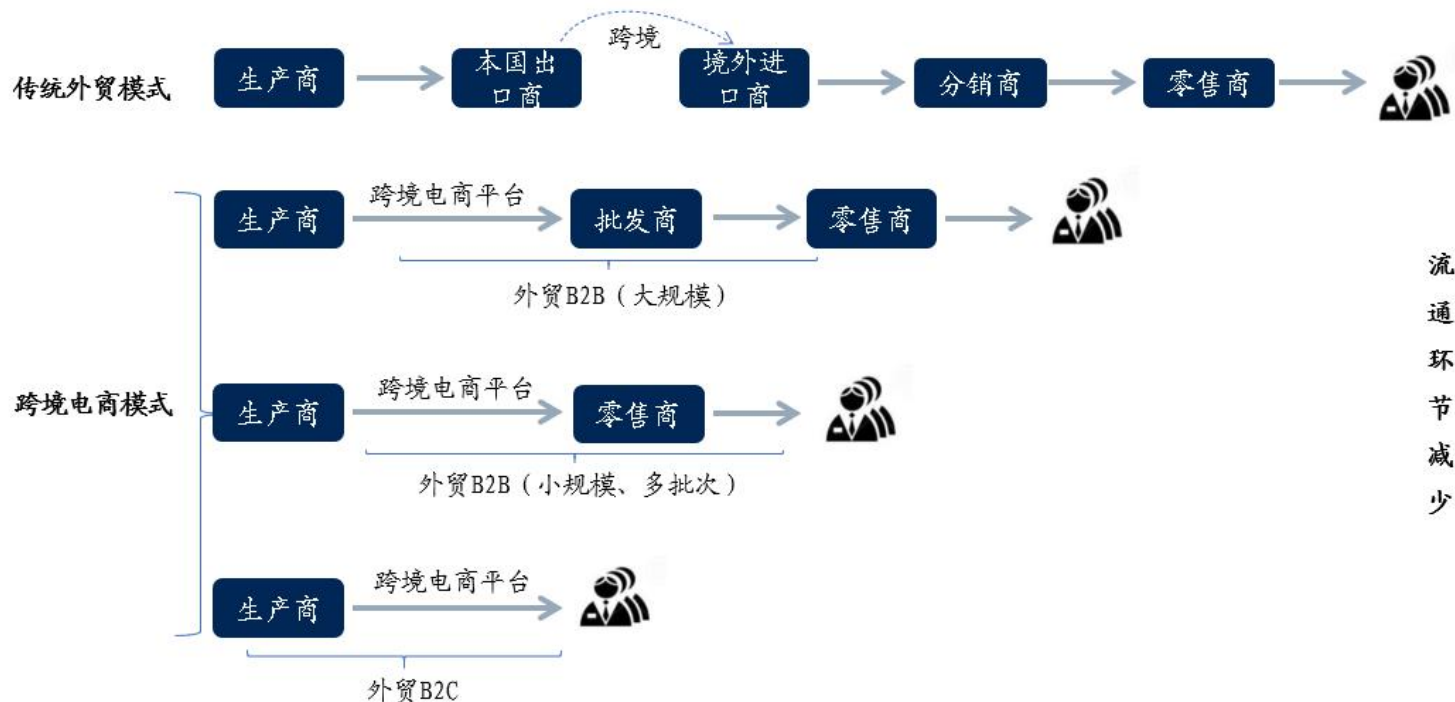 跨境
传统外贸模式
生产商
本国出
口商
境外进
口商
分销商
零售商
生产商
跨境电商平台
批发商
零售商
外贸B2B（大规模）
跨境电商模式
生产商
跨境电商平台
零售商
外贸B2B（小规模、多批次）
生产商
跨境电商平台
外贸B2C
流
通
环
节
减
少